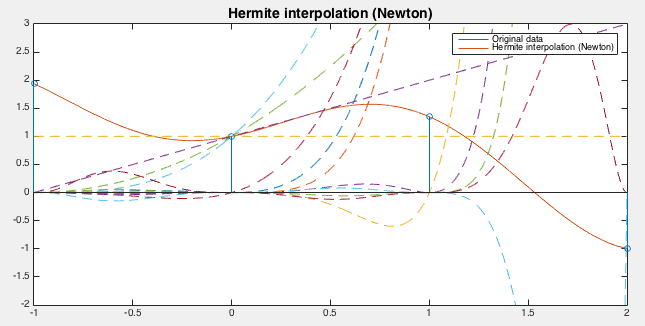 Hermite interpolation (Newton)
3
2.5
2
1.5
1
0.5
0
-0.5
-1
-1.5
-2
Original data
Hermite interpolation (Newton)
-1 -0.5 0 0.5 1 1.5 2